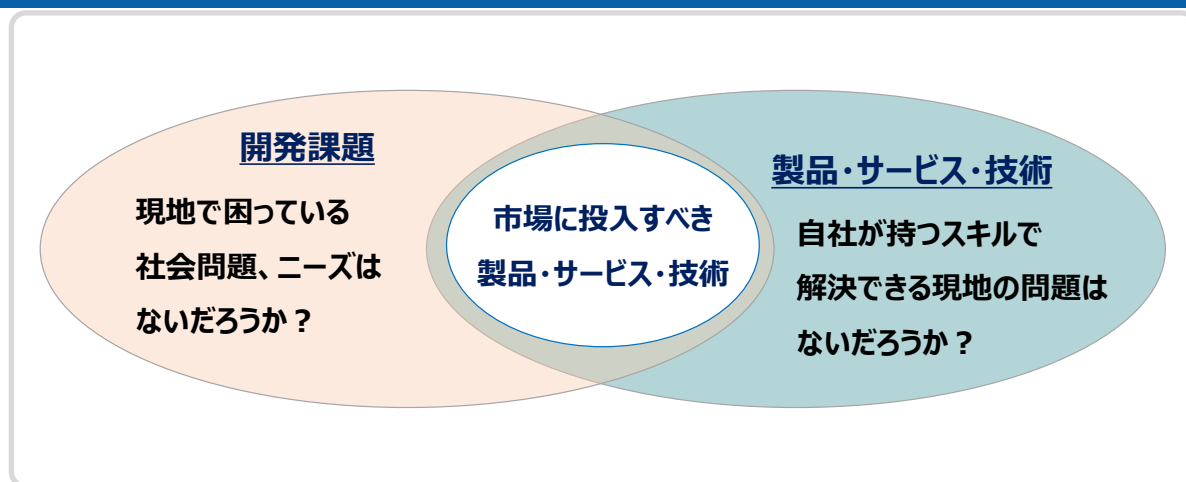 開発課題
現地で困っている
社会問題、ニーズは
ないだろうか？
市場に投入すべき
製品・サービス・技術
製品・サービス・技術
自社が持つスキルで
解決できる現地の問題は
ないだろうか？